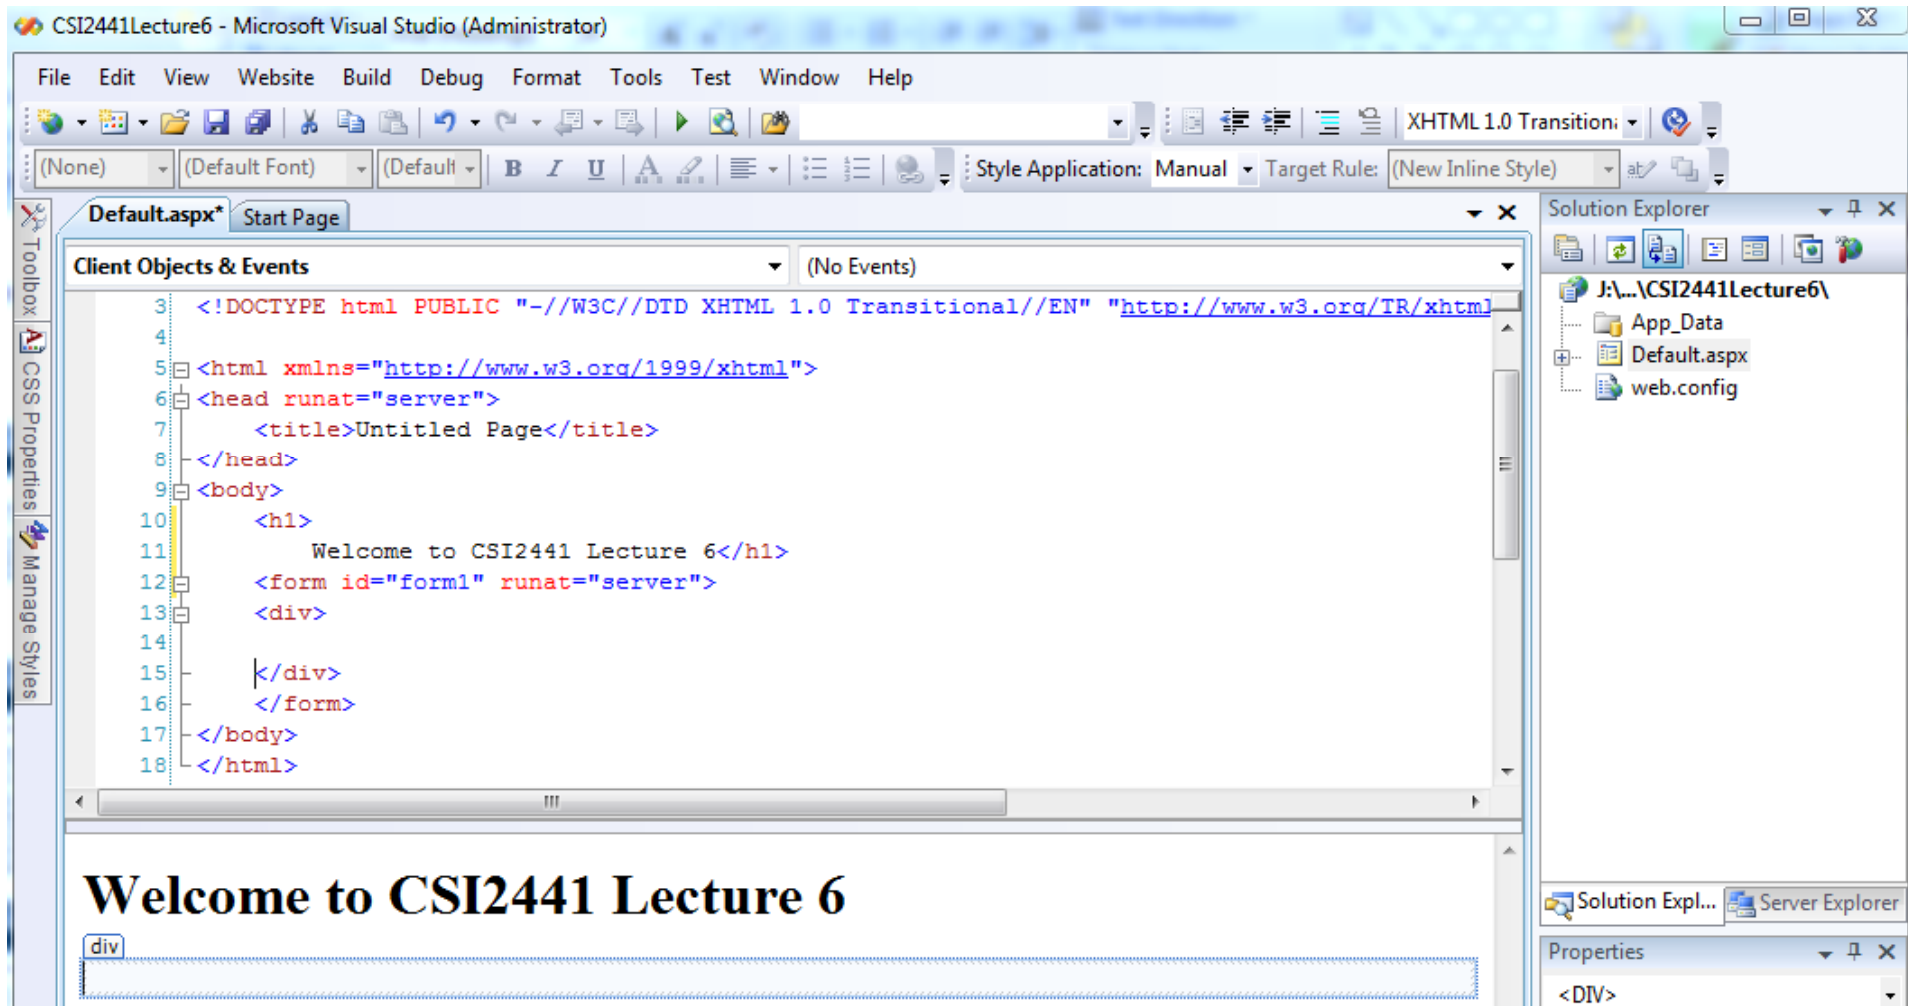 CSI2441Lecture6 - Microsoft Visual Studio (Administrator)
File Edit View Website Build Debug Format Tools Test Window Help
XHTML 1.0 Transition
(None) (Default Font) (Default B I U A Style Application: Manual Target Rule: (New Inline Style)
Default.aspx* Start Page
Client Objects & Events (No Events)
3 <!DOCTYPE html PUBLIC "-//W3C//DTD XHTML 1.0 Transitional//EN" "http://www.w3.org/TR/xhtml
4
5 <html xmlns="http://www.w3.org/1999/xhtml">
6 <head runat="server">
7 <title>Untitled Page</title>
8 </head>
9 <body>
10 <h1>
11 Welcome to CSI2441 Lecture 6</h1>
12 <form id="form1" runat="server">
13 <div>
14
15 </div>
16 </form>
17 </body>
18 </html>
Welcome to CSI2441 Lecture 6
div
Toolbox
CSS Properties
Manage Styles
Solution Explorer
J:\...\CSI2441Lecture6\
App_Data
Default.aspx
web.config
Solution Expl... Server Explorer
Properties
<DIV>